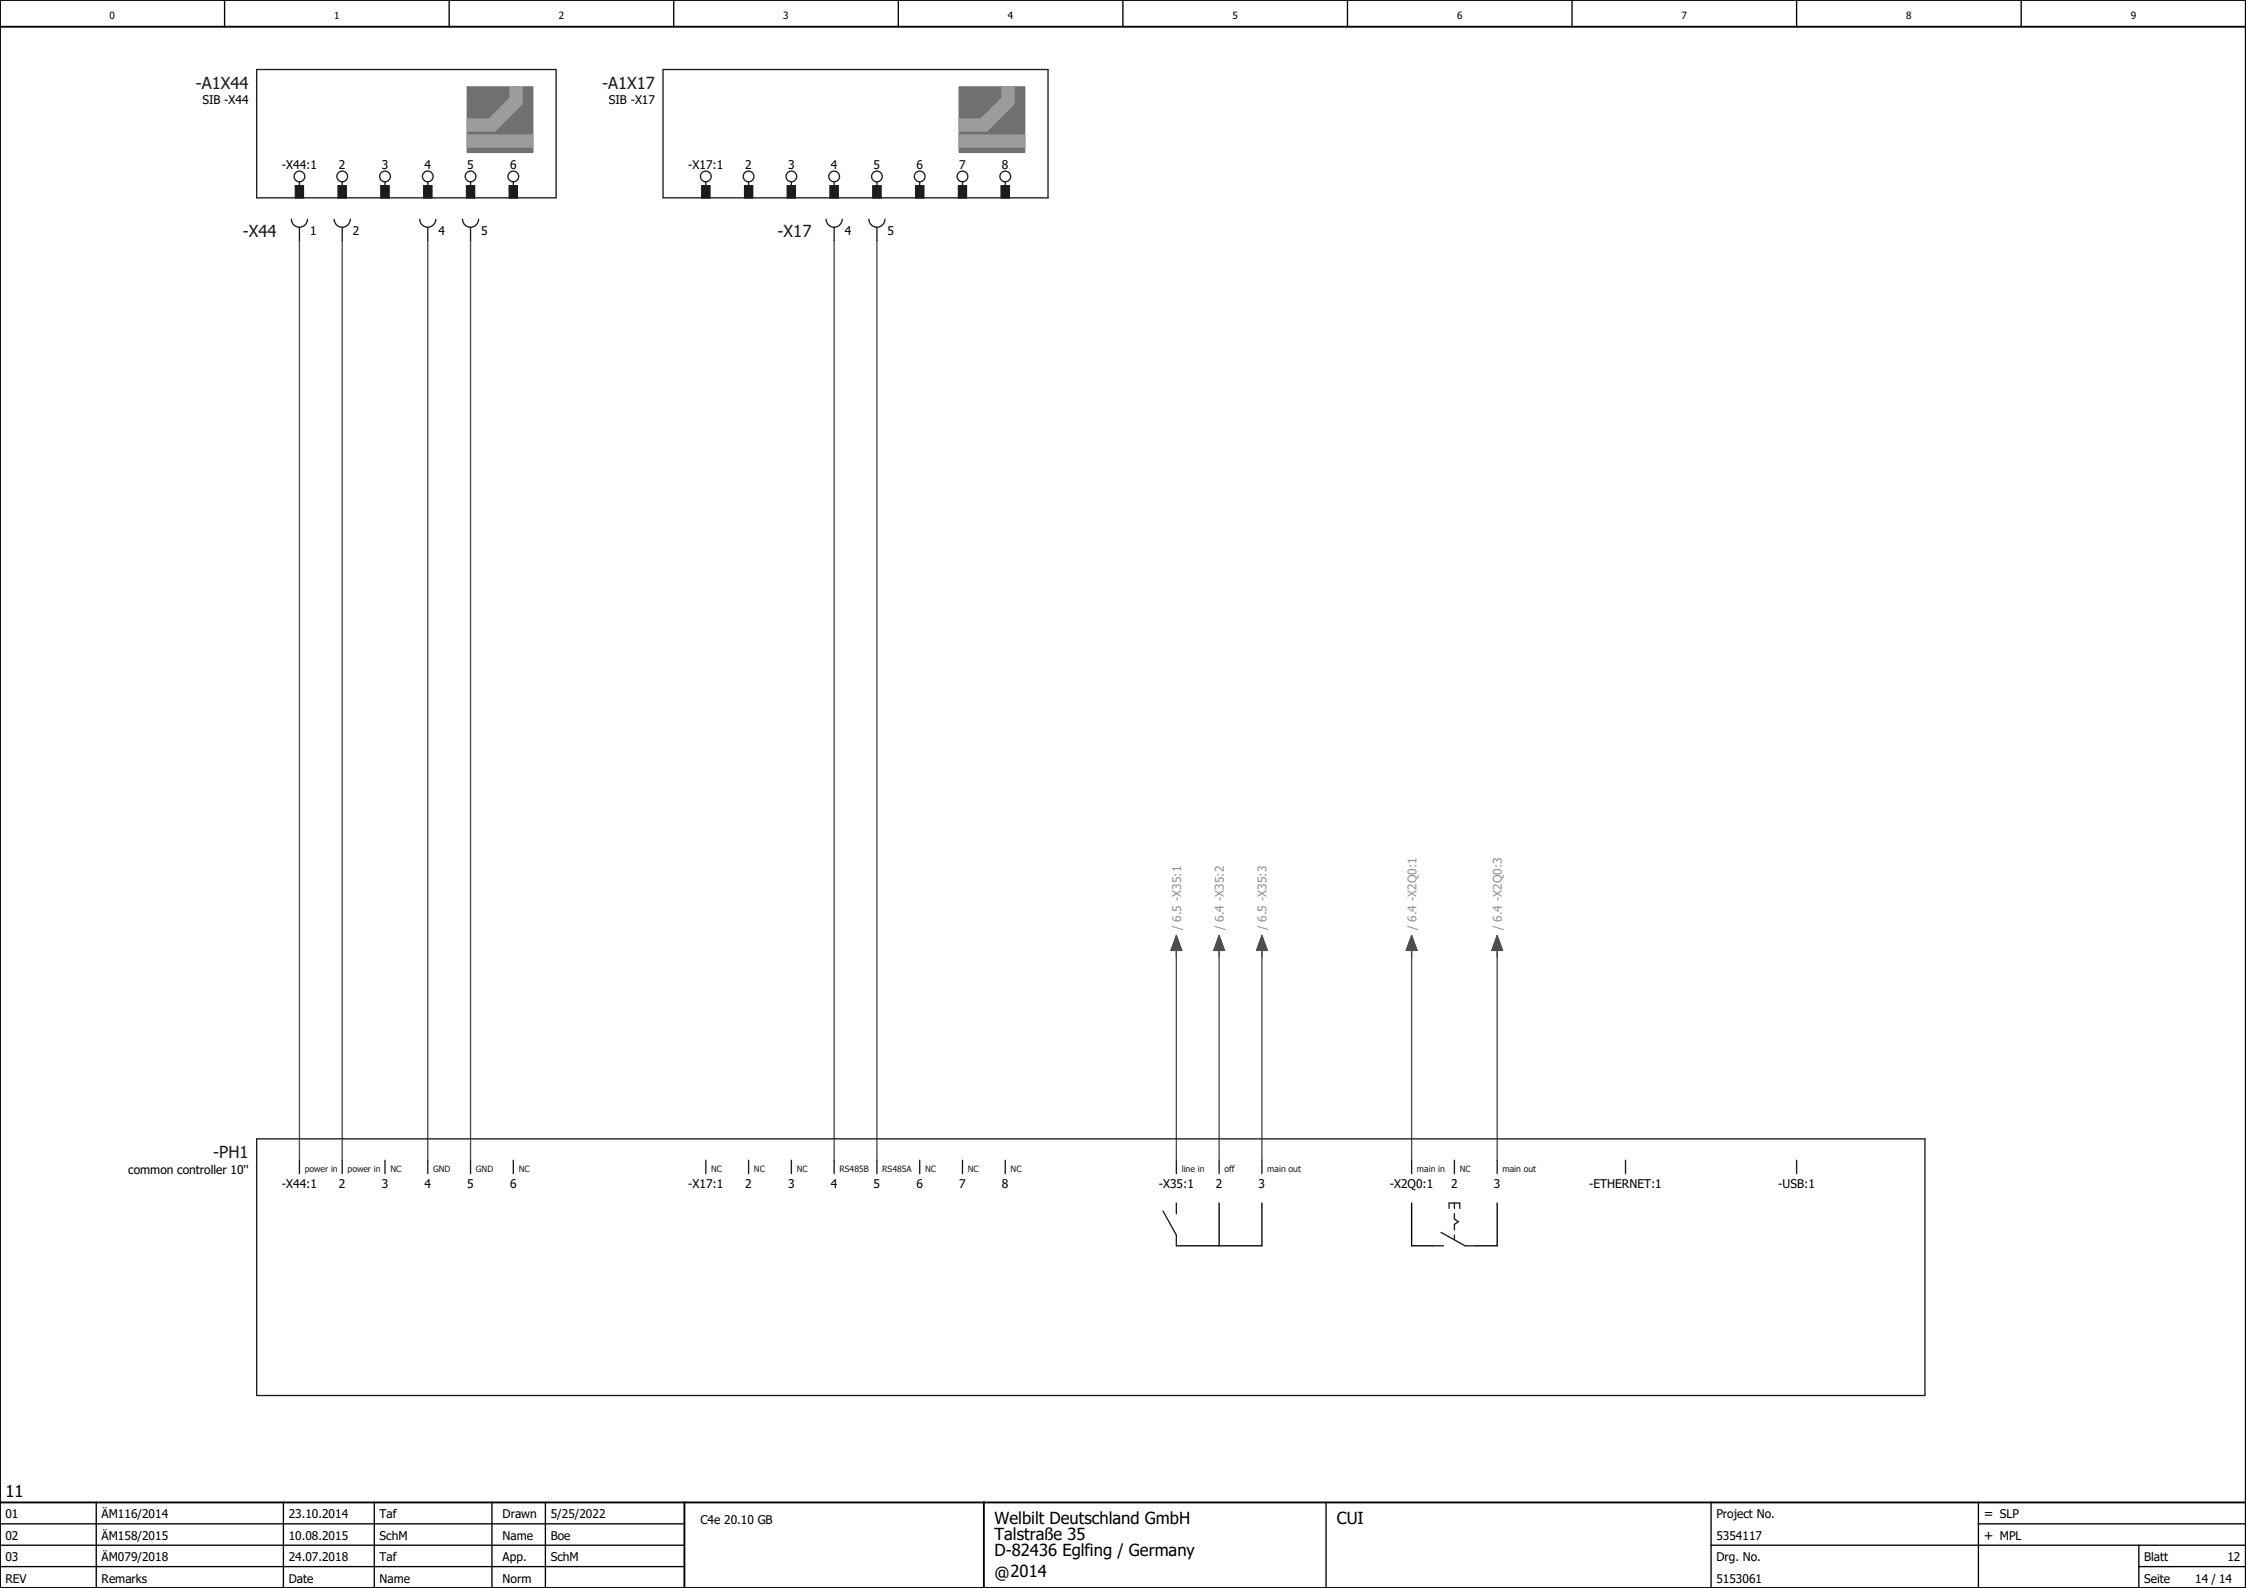 0 1 2 3 4 5 6 7 8 9
-A1X44
SIB -X44
-X44:1 2 3 4 5 6
-A1X17
SIB -X17
-X17:1 2 3 4 5 6 7 8
-X44 1 2 4 5
-X17 4 5
/ 6.5 -X35:1
/ 6.4 -X35:2
/ 6.5 -X35:3
/ 6.4 -X2Q0:1
/ 6.4 -X2Q0:3
-PH1
common controller 10"
power in power in NC GND GND NC
-X44:1 2 3 4 5 6
NC NC NC RS485B RS485A NC NC NC
-X17:1 2 3 4 5 6 7 8
line in off main out
-X35:1 2 3
main in NC main out
-X2Q0:1 2 3
-ETHERNET:1
-USB:1
11
01 ÄM116/2014 23.10.2014 Taf Drawn 5/25/2022
02 ÄM158/2015 10.08.2015 SchM Name Boe
03 ÄM079/2018 24.07.2018 Taf App. SchM
REV Remarks Date Name Norm
C4e 20.10 GB
Welbilt Deutschland GmbH
Talstraße 35
D-82436 Eglfing / Germany
@2014
CUI
Project No.
5354117
Drg. No.
5153061
= SLP
+ MPL
Blatt 12
Seite 14 / 14